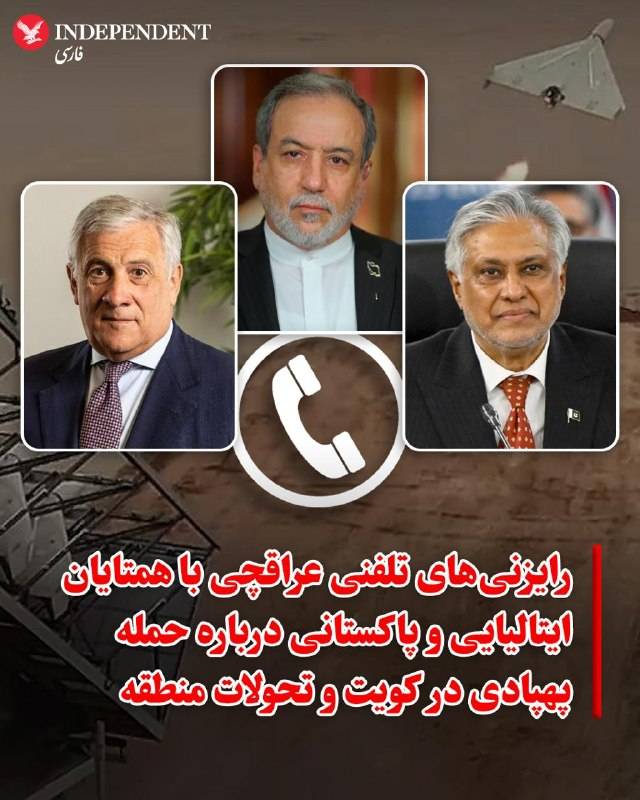 INDEPENDENT
فارسی
رایزنی‌های تلفنی عراقچی با همتایان
ایتالیایی و پاکستانی درباره حمله
پهپادی در کویت و تحولات منطقه